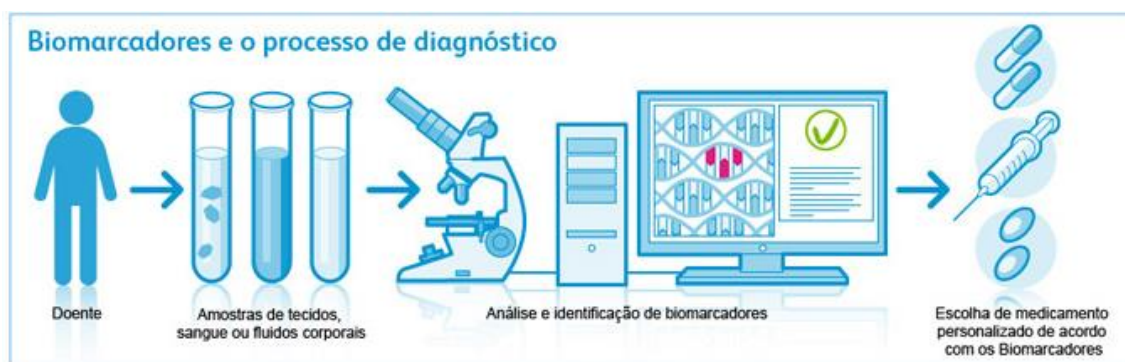 Biomarcadores e o processo de diagnóstico
Doente
Amostras de tecidos,
sangue ou fluidos corporais
Análise e identificação de biomarcadores
Escolha de medicamento
personalizado de acordo
com os Biomarcadores